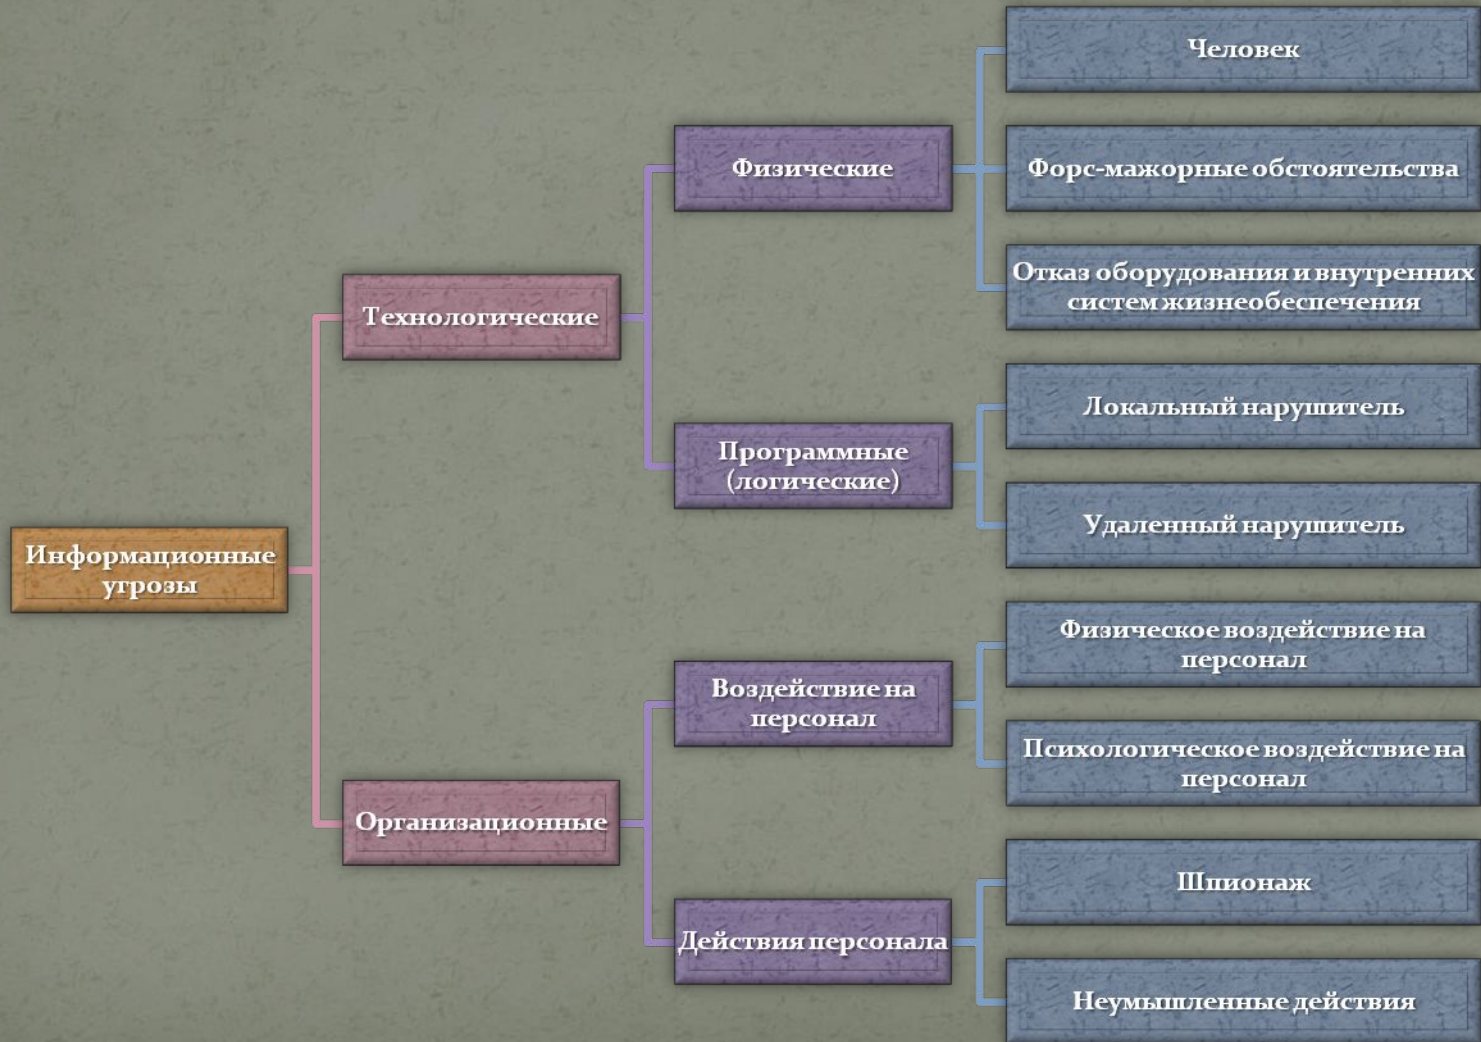 Информационные
угрозы
Технологические
Физические
Человек
Форс-мажорные обстоятельства
Отказ оборудования и внутренних
систем жизнеобеспечения
Программные
(логические)
Локальный нарушитель
Удаленный нарушитель
Организационные
Воздействие на
персонал
Физическое воздействие на
персонал
Психологическое воздействие на
персонал
Действия персонала
Шпионаж
Неумышленные действия